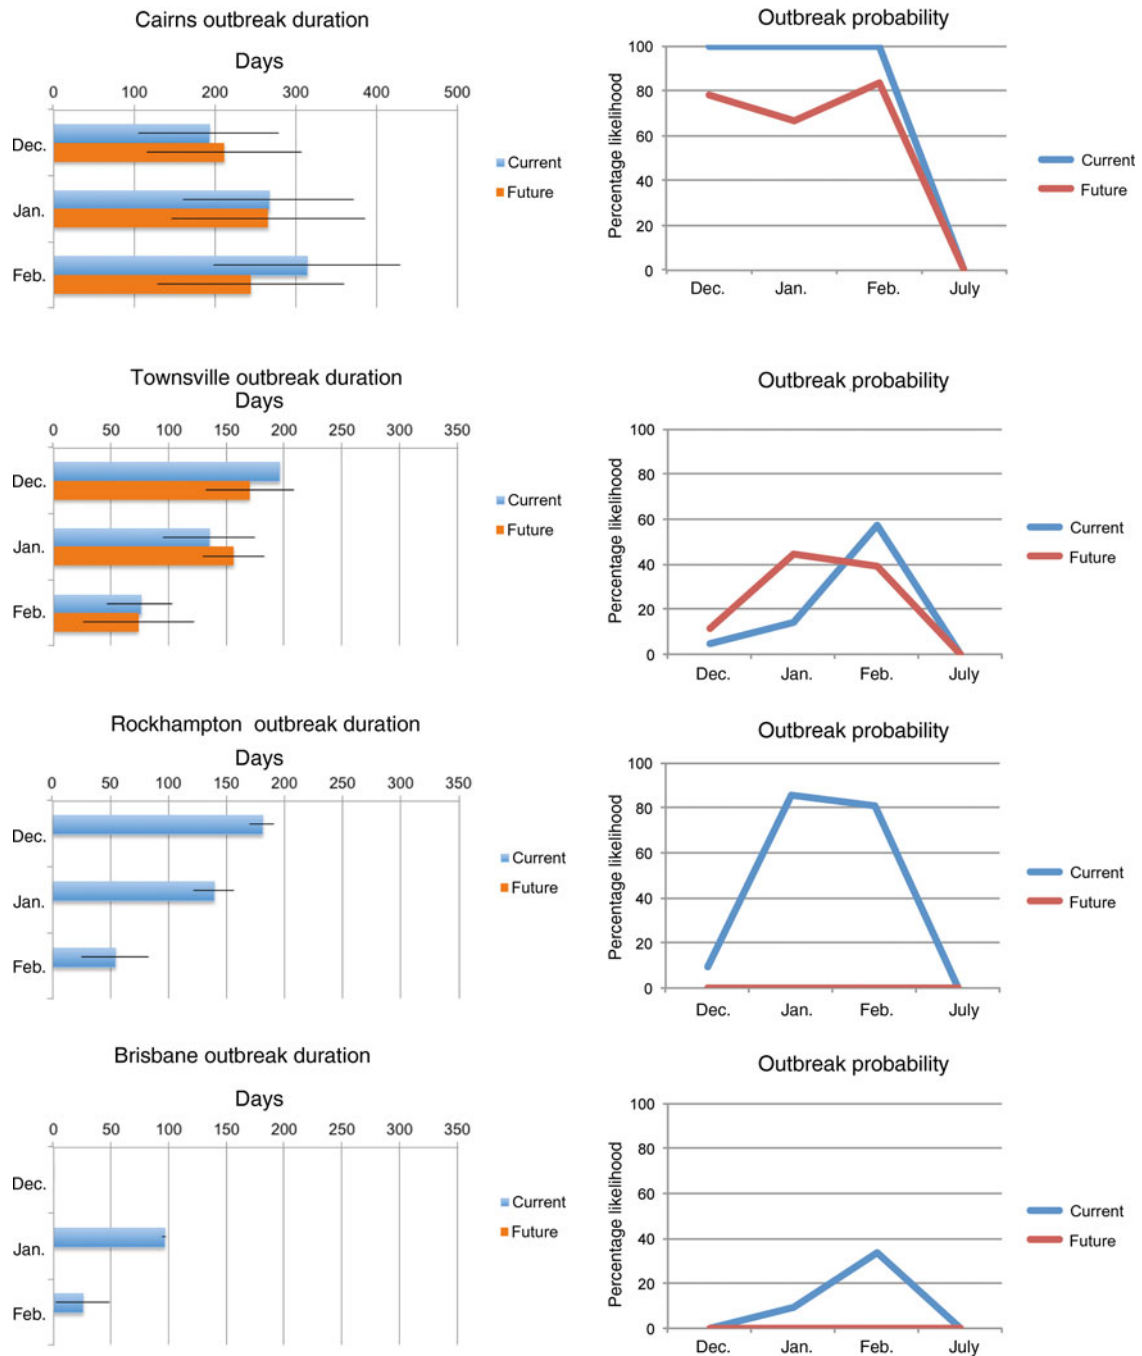 Cairns outbreak duration
Days
0 100 200 300 400 500
Dec.
Jan.
Feb.
Current
Future
Outbreak probability
Percentage likelihood
100
80
60
40
20
0
Dec. Jan. Feb. July
Current
Future
Townsville outbreak duration
Days
0 50 100 150 200 250 300 350
Dec.
Jan.
Feb.
Current
Future
Outbreak probability
Percentage likelihood
100
80
60
40
20
0
Dec. Jan. Feb. July
Current
Future
Rockhampton outbreak duration
Days
0 50 100 150 200 250 300 350
Dec.
Jan.
Feb.
Current
Future
Outbreak probability
Percentage likelihood
100
80
60
40
20
0
Dec. Jan. Feb. July
Current
Future
Brisbane outbreak duration
Days
0 50 100 150 200 250 300 350
Dec.
Jan.
Feb.
Current
Future
Outbreak probability
Percentage likelihood
100
80
60
40
20
0
Dec. Jan. Feb. July
Current
Future